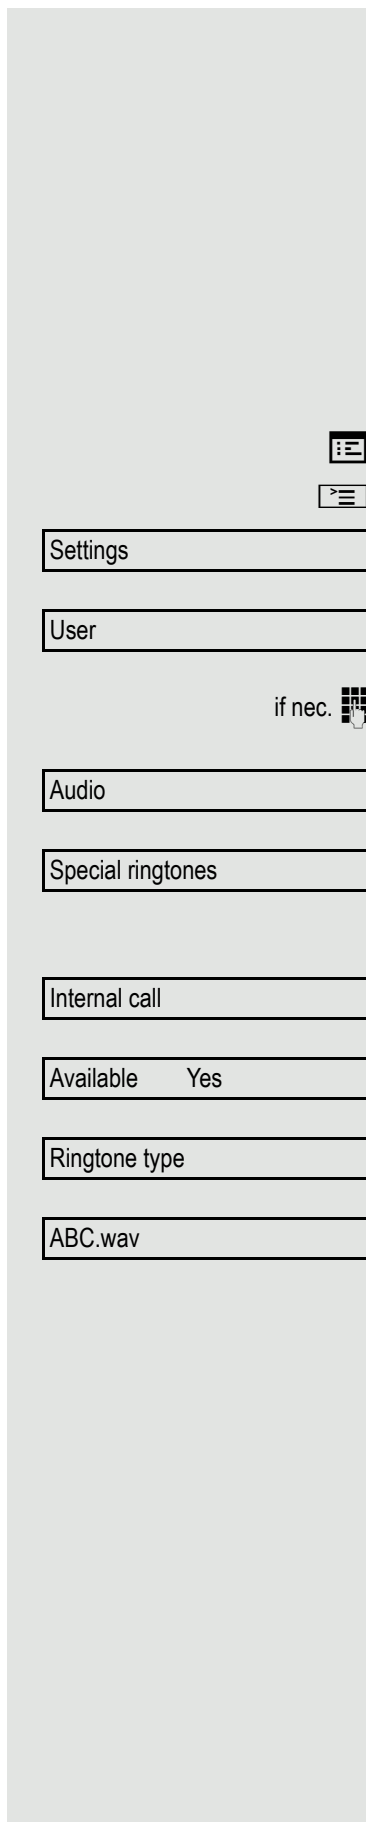 Settings
User
if nec.
Audio
Special ringtones
Internal call
Available Yes
Ringtone type
ABC.wav